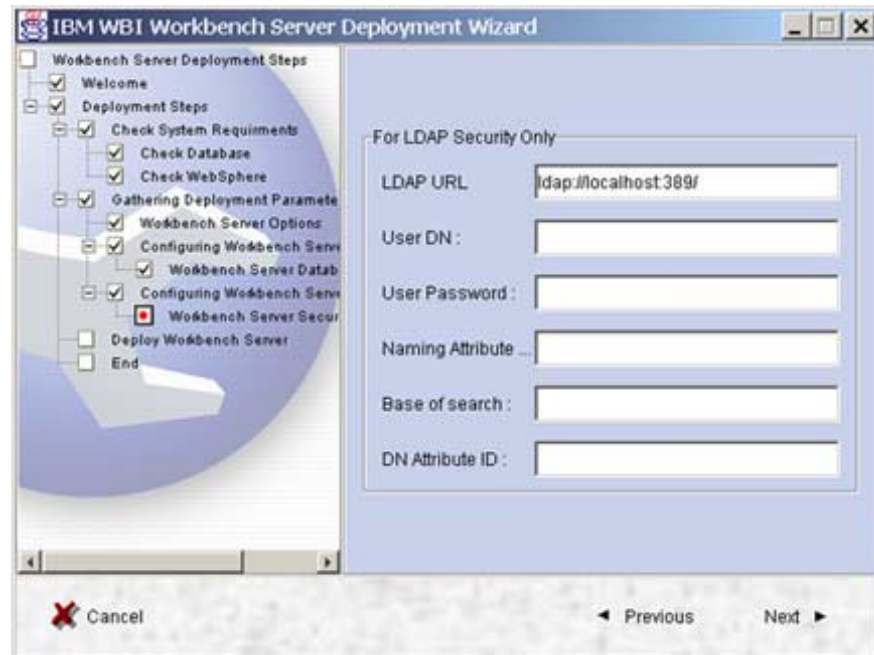 IBM WBI Workbench Server Deployment Wizard
Workbench Server Deployment Steps
Welcome
Deployment Steps
Check System Requirments
Check Database
Check WebSphere
Gathering Deployment Paramete
Workbench Server Options
Configuring Workbench Serve
Workbench Server Datab
Configuring Workbench Serve
Workbench Server Secur
Deploy Workbench Server
End
For LDAP Security Only
LDAP URL
ldap://localhost:389/
User DN :
User Password :
Naming Attribute ...
Base of search :
DN Attribute ID :
Cancel
Previous
Next